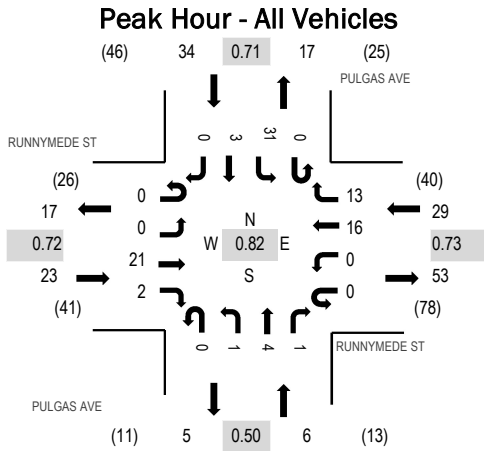 Peak Hour - All Vehicles
(46) 34 0.71 17 (25)
PULGAS AVE
0 3 31 0
RUNNYMEDE ST
(26) (40)
17 0 13 29
0 N 16
0.72 W 0.82 E 0.73
21 S 0
23 2 0 53
(41) (78)
0 1 4 1
RUNNYMEDE ST
PULGAS AVE
(11) 5 0.50 6 (13)